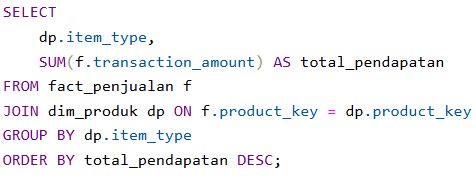 SELECT
    dp.item_type,
    SUM(f.transaction_amount) AS total_pendapatan
FROM fact_penjualan f
JOIN dim_produk dp ON f.product_key = dp.product_key
GROUP BY dp.item_type
ORDER BY total_pendapatan DESC;